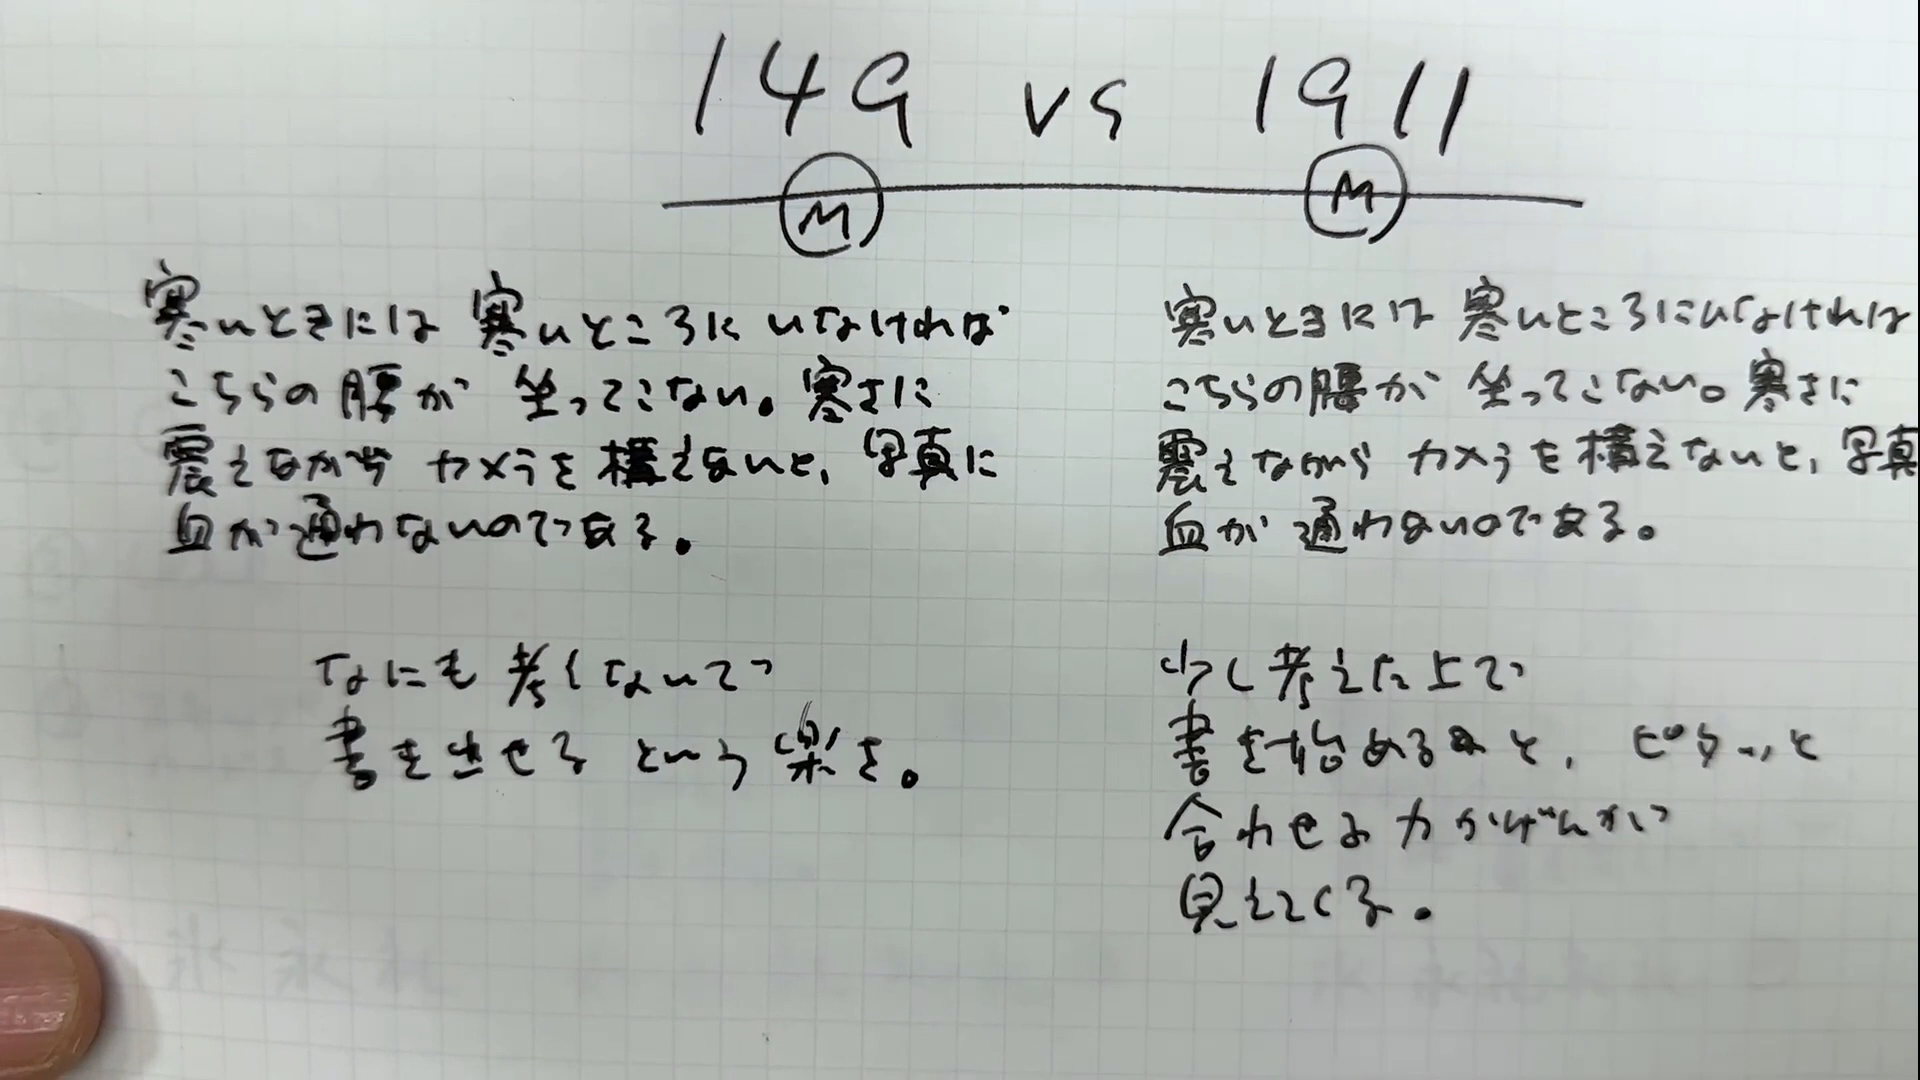 149 vs 1911
M M
寒いときには寒いところにいなければ
こちらの腰が坐ってこない。寒さに
震えながら カメラを構えないと、写真に
血が通わないのである。
なにも考えないで
書き出せるという楽さ。
寒いときには 寒いところにいなければ
こちらの腰が 坐ってこない。寒さに
震えながら カメラを構えないと、写真
血が通わないのである。
少し考えた上で
書き始めると、ピタッと
合わせる力かげんが
見えてくる。